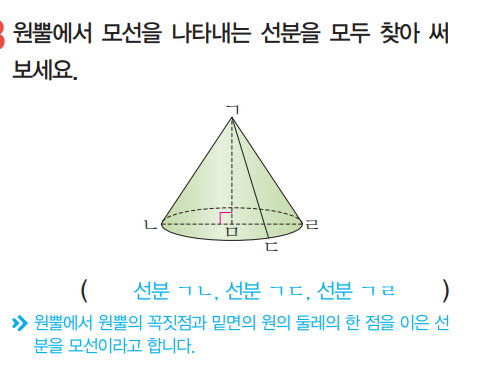 원뿔에서 모선을 나타내는 선분을 모두 찾아 써
보세요.
ㄱ
ㄴ
ㅁ
ㄹ
ㄷ
( 선분 ㄱㄴ, 선분 ㄱㄷ, 선분 ㄱㄹ )
원뿔에서 원뿔의 꼭짓점과 밑면의 원의 둘레의 한 점을 이은 선
분을 모선이라고 합니다.